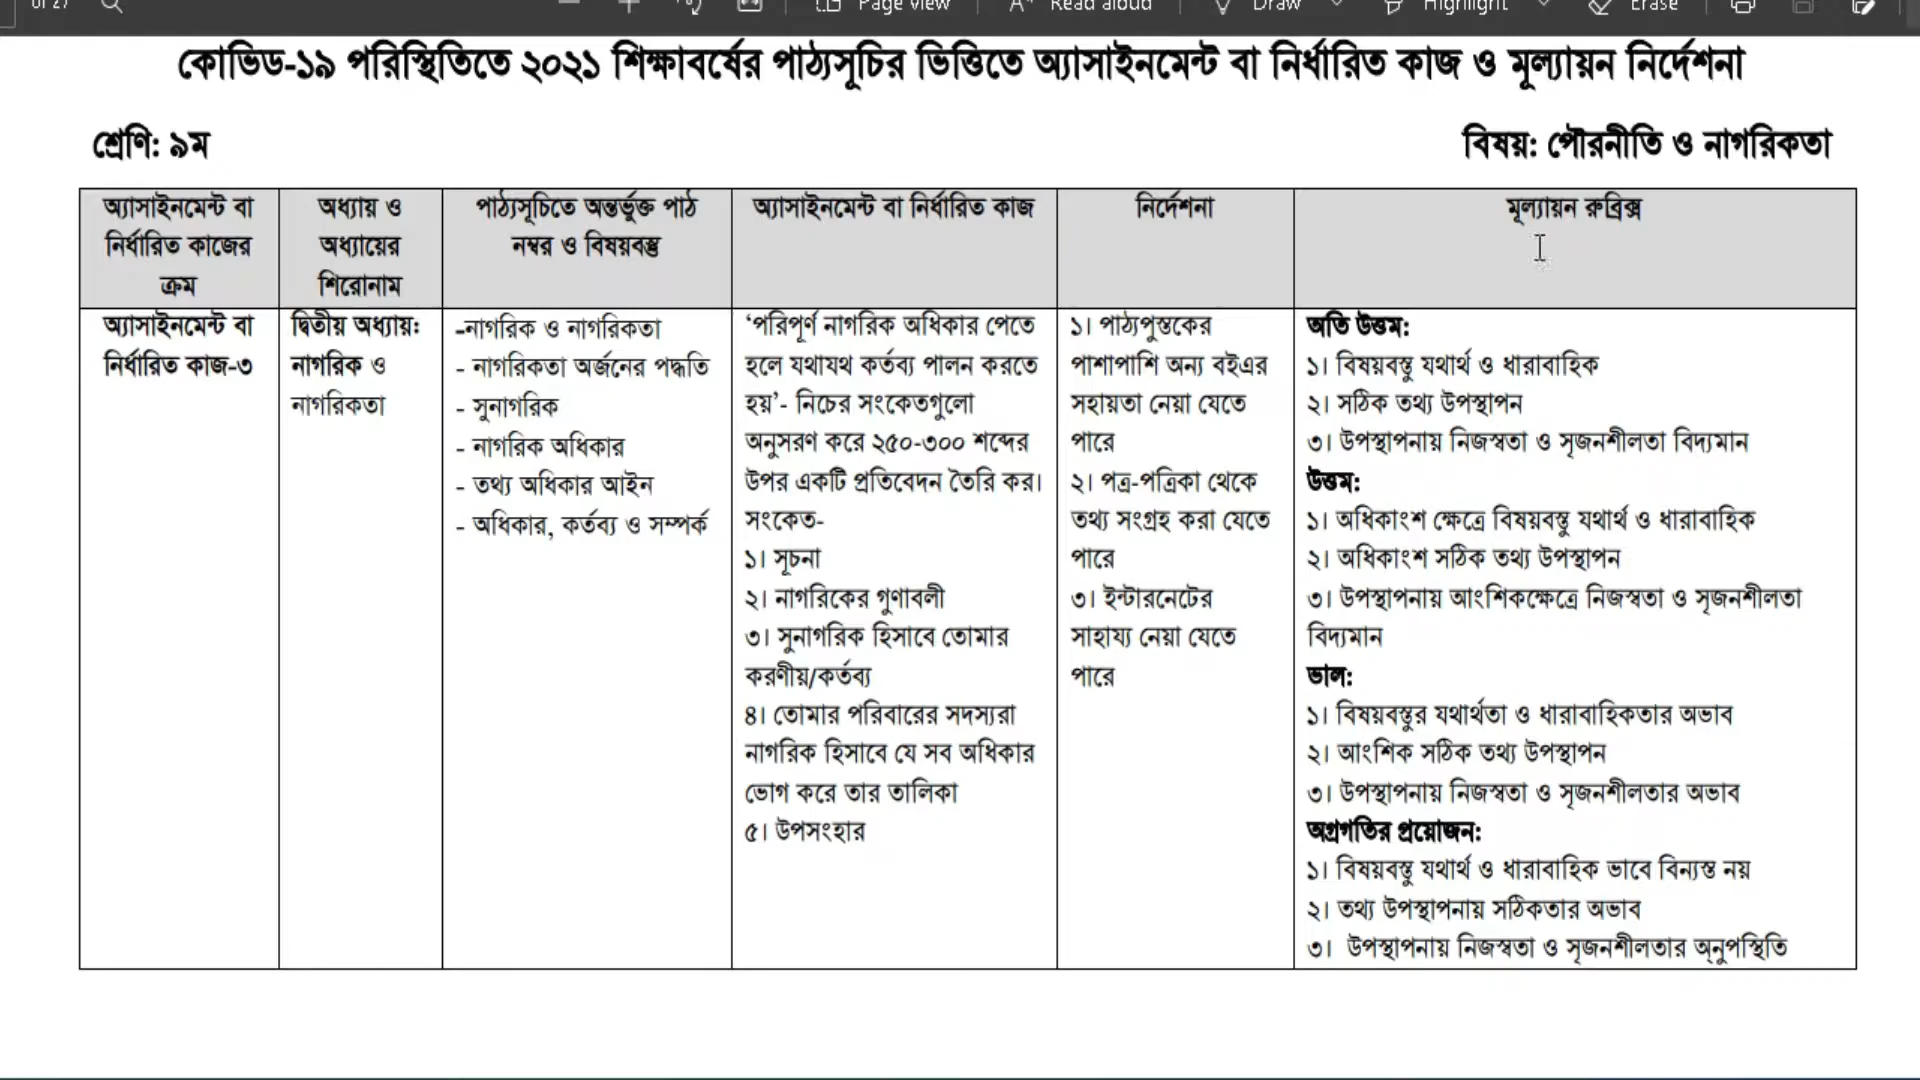 of 27
Page view
Read aloud
Draw
Highlight
Erase
কোভিড-১৯ পরিস্থিতিতে ২০২১ শিক্ষাবর্ষের পাঠ্যসূচির ভিত্তিতে অ্যাসাইনমেন্ট বা নির্ধারিত কাজ ও মূল্যায়ন নির্দেশনা
শ্রেণি: ৯ম
বিষয়: পৌরনীতি ও নাগরিকতা
অ্যাসাইনমেন্ট বা
নির্ধারিত কাজের
ক্রম
অধ্যায় ও
অধ্যায়ের
শিরোনাম
পাঠ্যসূচিতে অন্তর্ভুক্ত পাঠ
নম্বর ও বিষয়বস্তু
অ্যাসাইনমেন্ট বা নির্ধারিত কাজ
নির্দেশনা
মূল্যায়ন রুব্রিক্স
অ্যাসাইনমেন্ট বা
নির্ধারিত কাজ-৩
দ্বিতীয় অধ্যায়:
নাগরিক ও
নাগরিকতা
-নাগরিক ও নাগরিকতা
- নাগরিকতা অর্জনের পদ্ধতি
- সুনাগরিক
- নাগরিক অধিকার
- তথ্য অধিকার আইন
- অধিকার, কর্তব্য ও সম্পর্ক
‘পরিপূর্ণ নাগরিক অধিকার পেতে
হলে যথাযথ কর্তব্য পালন করতে
হয়’- নিচের সংকেতগুলো
অনুসরণ করে ২৫০-৩০০ শব্দের
উপর একটি প্রতিবেদন তৈরি কর।
সংকেত-
১। সূচনা
২। নাগরিকের গুণাবলী
৩। সুনাগরিক হিসাবে তোমার
করণীয়/কর্তব্য
৪। তোমার পরিবারের সদস্যরা
নাগরিক হিসাবে যে সব অধিকার
ভোগ করে তার তালিকা
৫। উপসংহার
১। পাঠ্যপুস্তকের
পাশাপাশি অন্য বইএর
সহায়তা নেয়া যেতে
পারে
২। পত্র-পত্রিকা থেকে
তথ্য সংগ্রহ করা যেতে
পারে
৩। ইন্টারনেটের
সাহায্য নেয়া যেতে
পারে
অতি উত্তম:
১। বিষয়বস্তু যথার্থ ও ধারাবাহিক
২। সঠিক তথ্য উপস্থাপন
৩। উপস্থাপনায় নিজস্বতা ও সৃজনশীলতা বিদ্যমান
উত্তম:
১। অধিকাংশ ক্ষেত্রে বিষয়বস্তু যথার্থ ও ধারাবাহিক
২। অধিকাংশ সঠিক তথ্য উপস্থাপন
৩। উপস্থাপনায় আংশিকক্ষেত্রে নিজস্বতা ও সৃজনশীলতা
বিদ্যমান
ভাল:
১। বিষয়বস্তুর যথার্থতা ও ধারাবাহিকতার অভাব
২। আংশিক সঠিক তথ্য উপস্থাপন
৩। উপস্থাপনায় নিজস্বতা ও সৃজনশীলতার অভাব
অগ্রগতির প্রয়োজন:
১। বিষয়বস্তু যথার্থ ও ধারাবাহিক ভাবে বিন্যস্ত নয়
২। তথ্য উপস্থাপনায় সঠিকতার অভাব
৩। উপস্থাপনায় নিজস্বতা ও সৃজনশীলতার অনুপস্থিতি